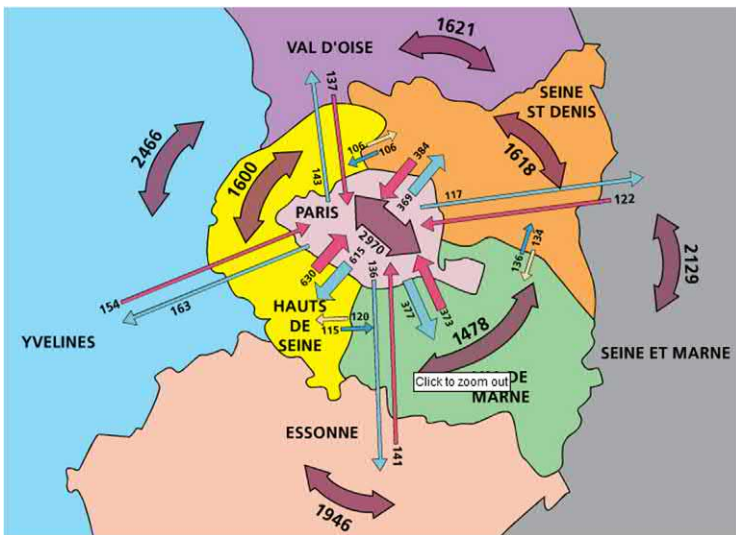 1621
VAL D'OISE
137
SEINE
ST DENIS
2466
106
106
384
1618
1600
143
369
117
122
PARIS
2970
615
630
136
134
136
2129
154
163
377
373
HAUTS
DE
SEINE
120
115
1478
YVELINES
SEINE ET MARNE
Click to zoom out
DE
MARNE
ESSONNE
141
1946